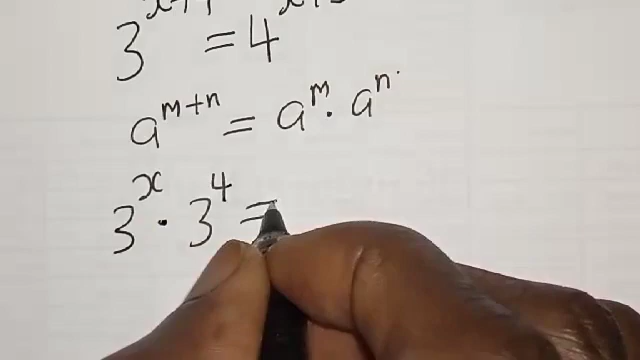 3^x+ = 4^x+
a^m+n = a^m · a^n.
3^x · 3^4 =